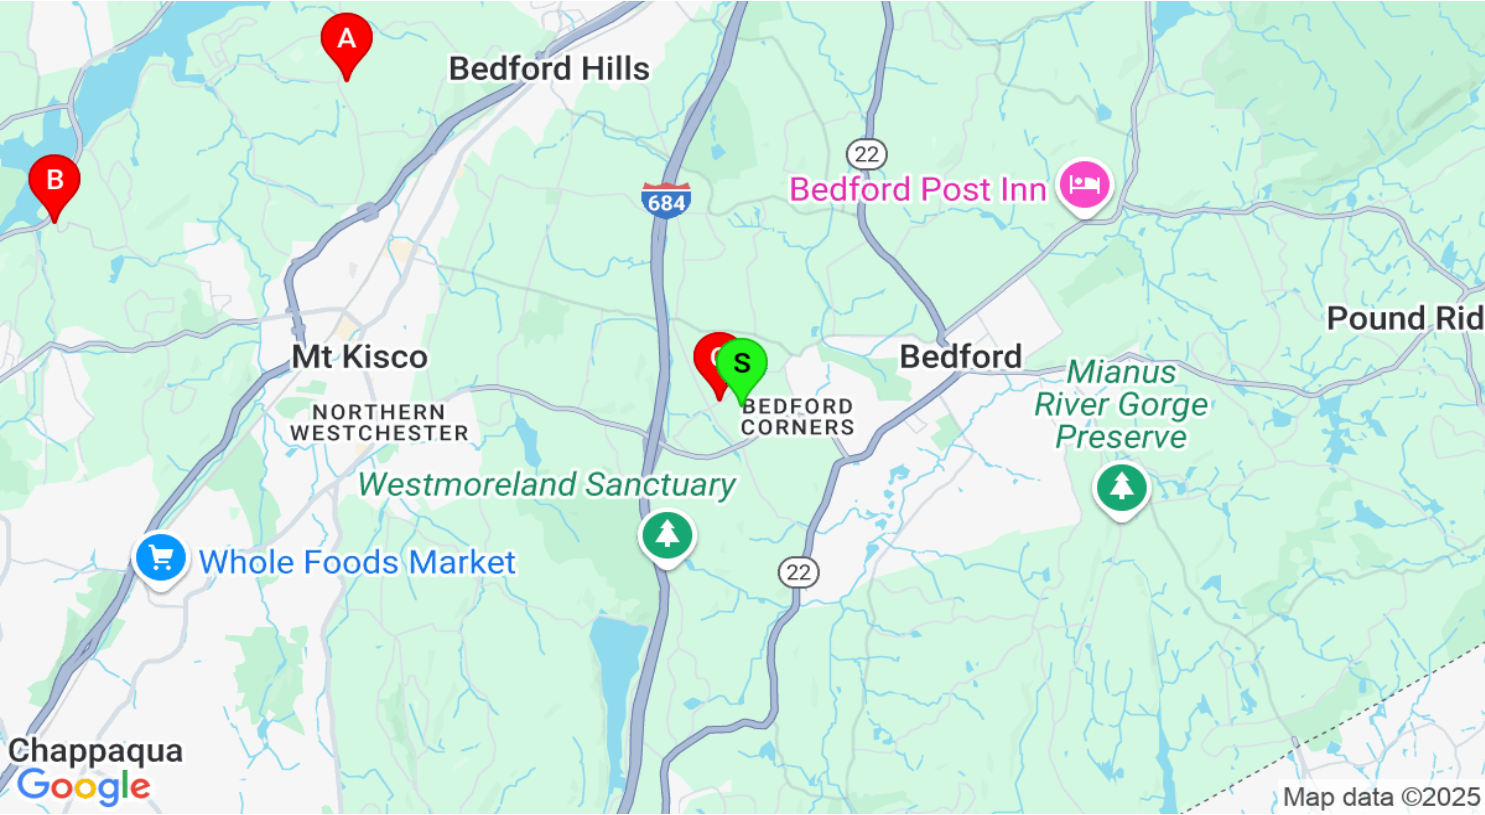 A
Bedford Hills
22
B
Bedford Post Inn
684
Pound Rid
Mt Kisco
S
Bedford
Mianus
River Gorge
Preserve
NORTHERN
WESTCHESTER
BEDFORD
CORNERS
Westmoreland Sanctuary
Whole Foods Market
22
Chappaqua
Google
Map data ©2025